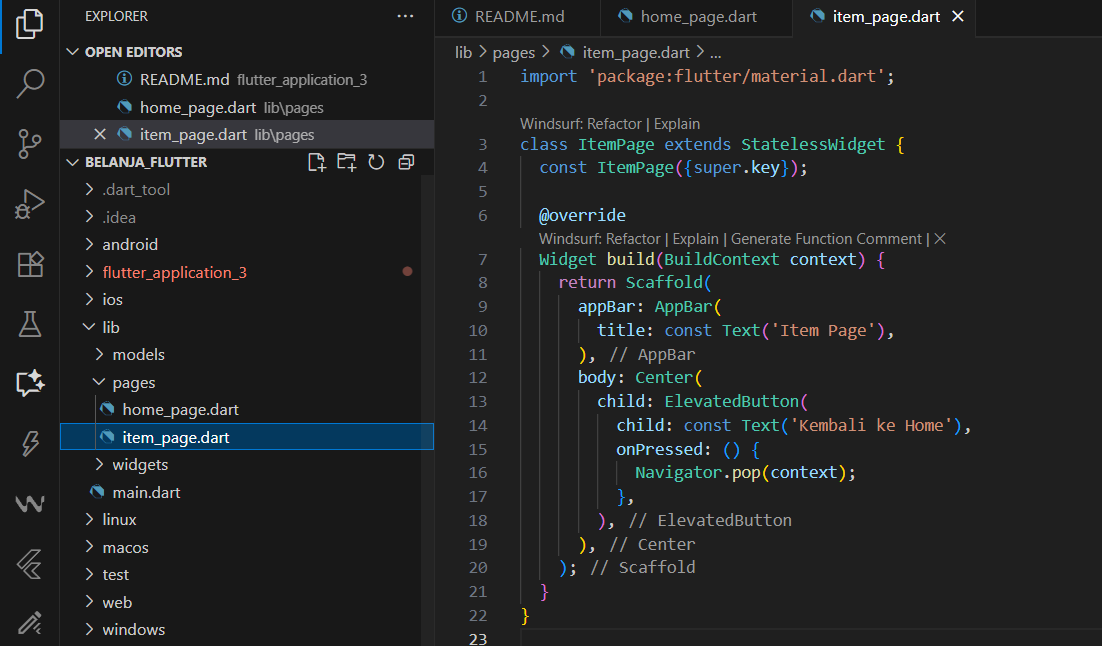 EXPLORER
OPEN EDITORS
README.md flutter_application_3
home_page.dart lib\pages
item_page.dart lib\pages
BELANJA_FLUTTER
.dart_tool
.idea
android
flutter_application_3
ios
lib
models
pages
home_page.dart
item_page.dart
widgets
main.dart
linux
macos
test
web
windows
README.md
home_page.dart
item_page.dart
lib > pages > item_page.dart > ...
1 import 'package:flutter/material.dart';
2
Windsurf: Refactor | Explain
3 class ItemPage extends StatelessWidget {
4 const ItemPage({super.key});
5
6 @override
Windsurf: Refactor | Explain | Generate Function Comment | X
7 Widget build(BuildContext context) {
8 return Scaffold(
9 appBar: AppBar(
10 title: const Text('Item Page'),
11 ), // AppBar
12 body: Center(
13 child: ElevatedButton(
14 child: const Text('Kembali ke Home'),
15 onPressed: () {
16 Navigator.pop(context);
17 },
18 ), // ElevatedButton
19 ), // Center
20 ); // Scaffold
21 }
22 }
23